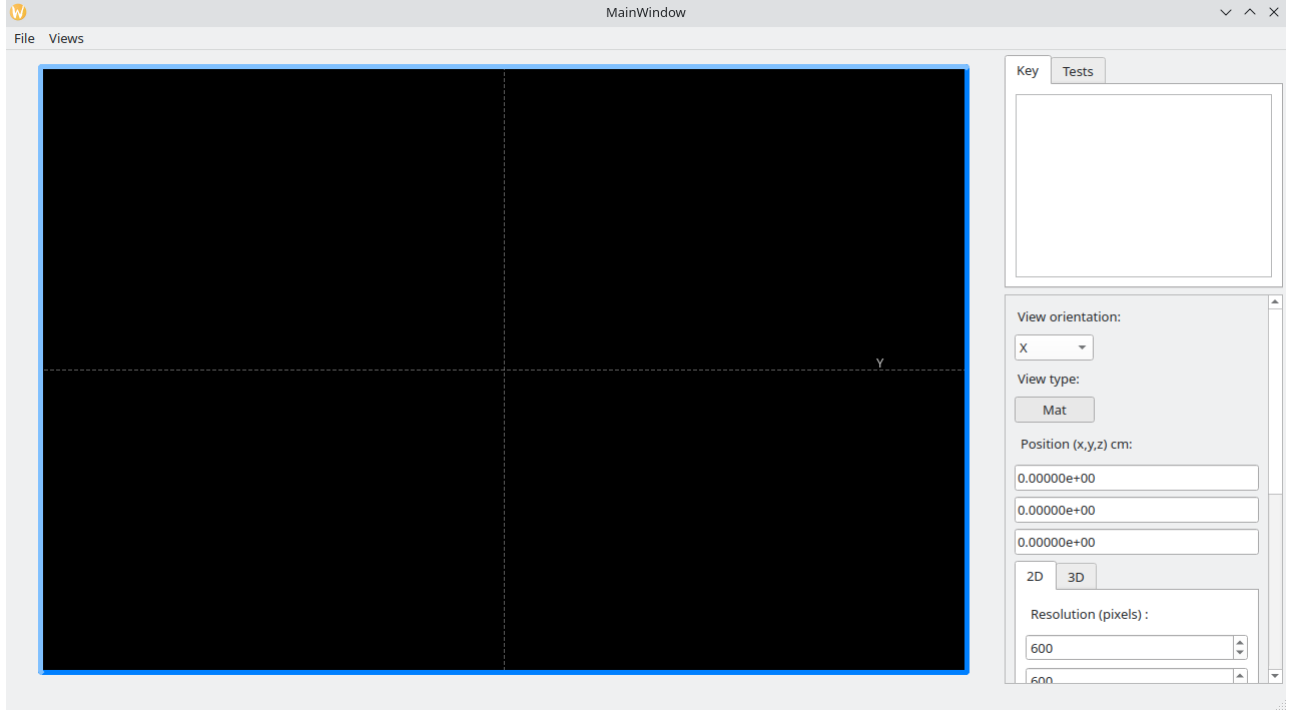 MainWindow
File Views
Key Tests
Y
View orientation:
X
View type:
Mat
Position (x,y,z) cm:
0.00000e+00
0.00000e+00
0.00000e+00
2D 3D
Resolution (pixels) :
600
600